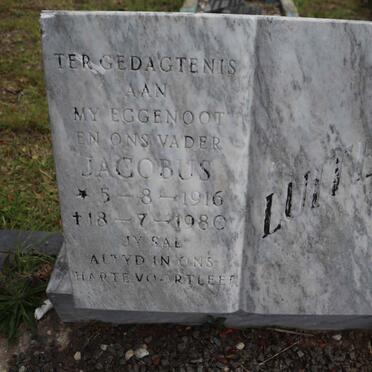 TER GEDAGTENIS
AAN
MY EGGENOOT
EN ONS VADER
JACOBUS
* 5-8-1916
† 18-7-1980
JY SAL
ALTYD IN ONS
HARTE VOORTLEEF